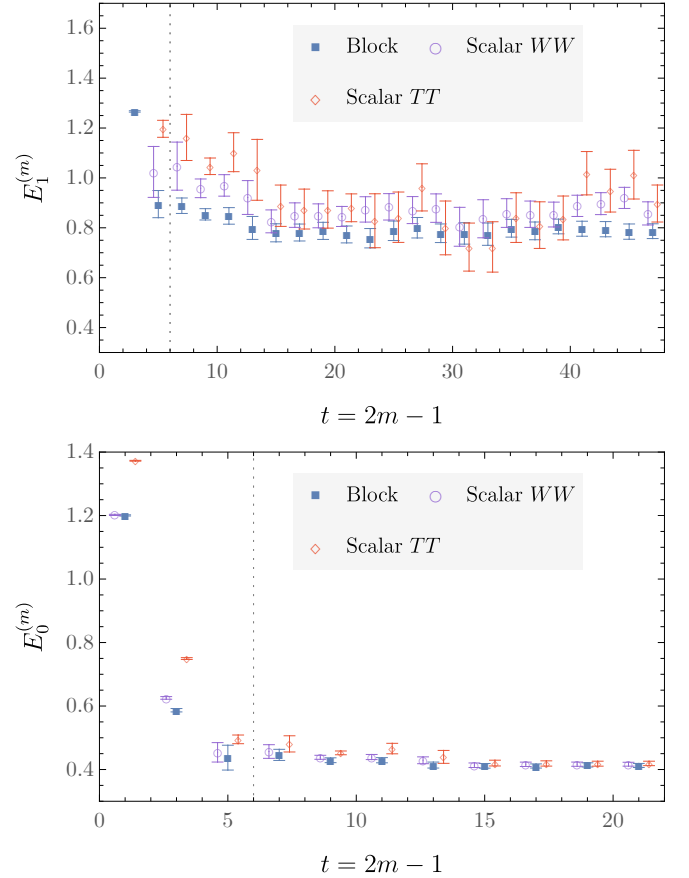 1.6
1.4
1.2
1.0
0.8
0.6
0.4
E_1^{(m)}
Block
Scalar WW
Scalar TT
0 10 20 30 40
t = 2m − 1
1.4
1.2
1.0
0.8
0.6
0.4
E_0^{(m)}
Block
Scalar WW
Scalar TT
0 5 10 15 20
t = 2m − 1